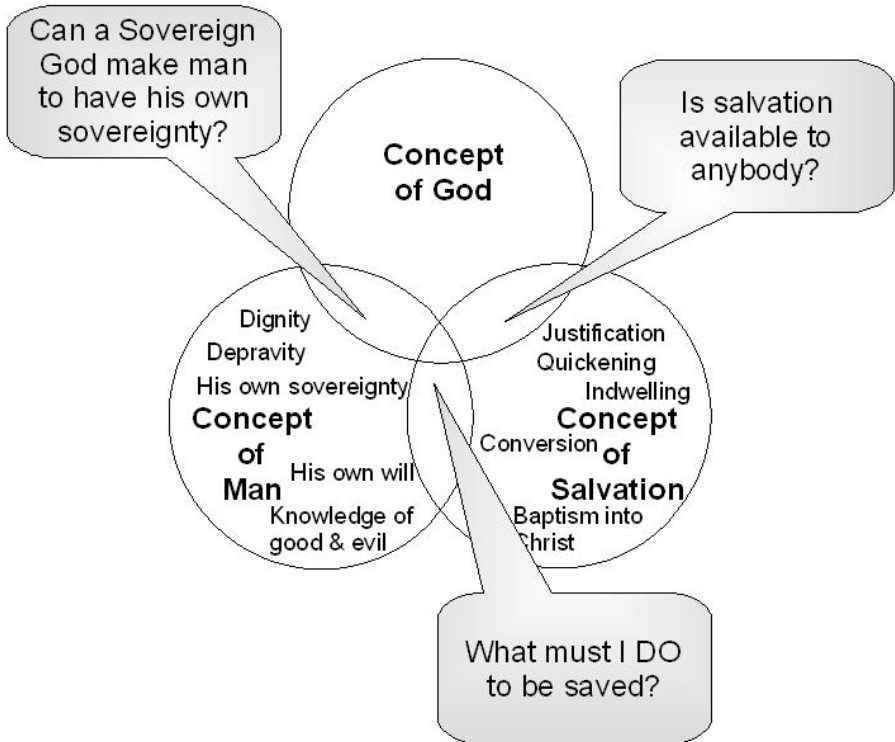 Can a Sovereign
God make man
to have his own
sovereignty?
Is salvation
available to
anybody?
Concept
of God
Dignity
Depravity
His own sovereignty
Concept
of
Man
His own will
Knowledge of
good & evil
Justification
Quickening
Indwelling
Concept
of
Salvation
Conversion
Baptism into
Christ
What must I DO
to be saved?